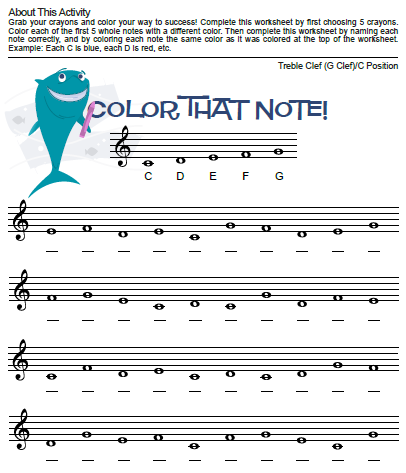 About This Activity
Grab your crayons and color your way to success! Complete this worksheet by first choosing 5 crayons.
Color each of the first 5 whole notes with a different color. Then complete this worksheet by naming each
note correctly, and by coloring each note the same color as it was colored at the top of the worksheet.
Example: Each C is blue, each D is red, etc.
Treble Clef (G Clef)/C Position
COLOR THAT NOTE!
C D E F G